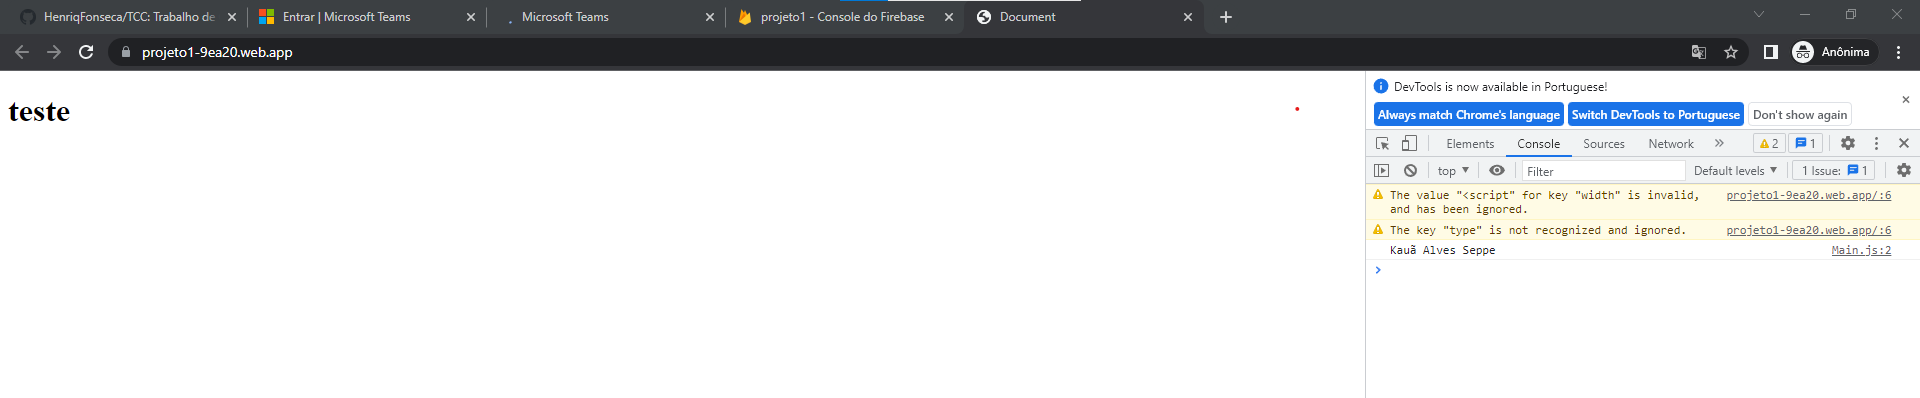 HenriqFonseca/TCC: Trabalho de
Entrar | Microsoft Teams
Microsoft Teams
projeto1 - Console do Firebase
Document
projeto1-9ea20.web.app
Anônima
teste
DevTools is now available in Portuguese!
Always match Chrome's language
Switch DevTools to Portuguese
Don't show again
Elements
Console
Sources
Network
2
1
top
Filter
Default levels
1 Issue:
1
The value "<script" for key "width" is invalid, projeto1-9ea20.web.app/:6
and has been ignored.
The key "type" is not recognized and ignored. projeto1-9ea20.web.app/:6
Kauã Alves Seppe Main.js:2